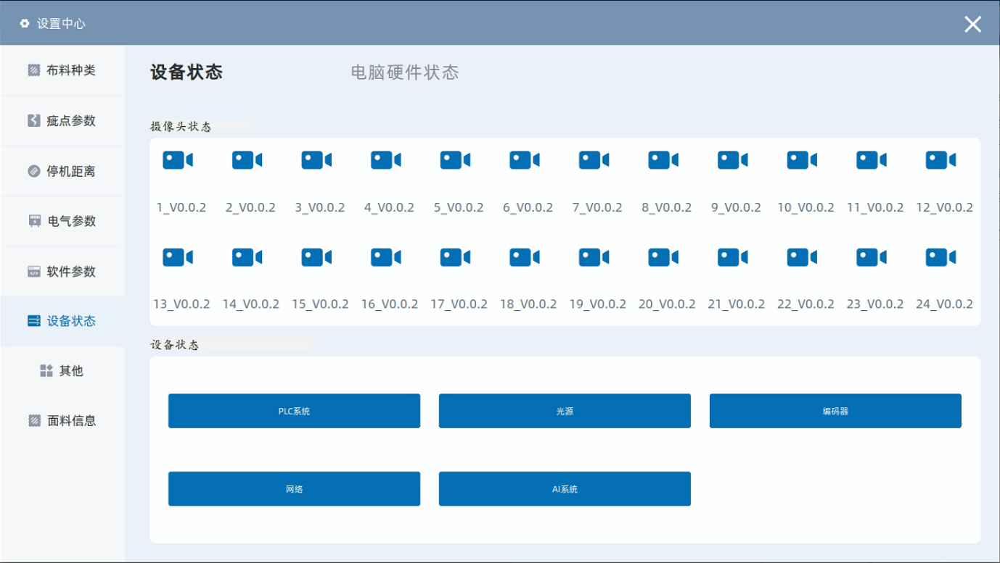 设置中心
布料种类
疵点参数
停机距离
电气参数
软件参数
设备状态
其他
面料信息
设备状态 电脑硬件状态
摄像头状态
1_V0.0.2 2_V0.0.2 3_V0.0.2 4_V0.0.2 5_V0.0.2 6_V0.0.2 7_V0.0.2 8_V0.0.2 9_V0.0.2 10_V0.0.2 11_V0.0.2 12_V0.0.2
13_V0.0.2 14_V0.0.2 15_V0.0.2 16_V0.0.2 17_V0.0.2 18_V0.0.2 19_V0.0.2 20_V0.0.2 21_V0.0.2 22_V0.0.2 23_V0.0.2 24_V0.0.2
设备状态
PLC系统 光源 编码器
网络 AI系统